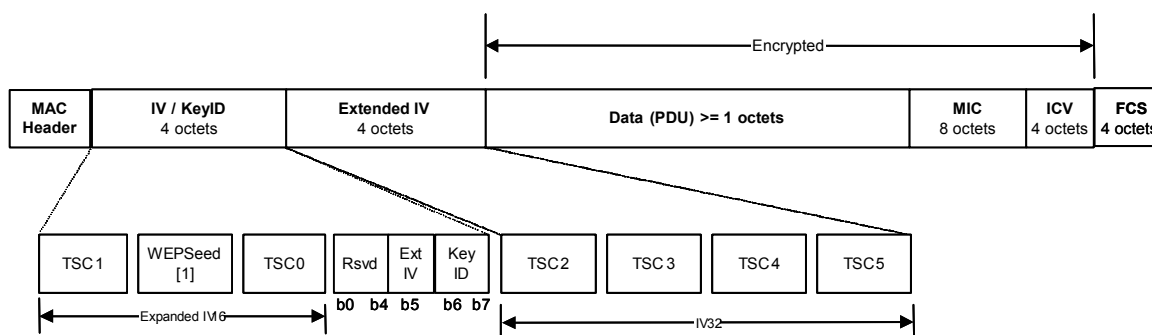 Encrypted
MAC Header
IV / KeyID
4 octets
Extended IV
4 octets
Data (PDU) >= 1 octets
MIC
8 octets
ICV
4 octets
FCS
4 octets
TSC1
WEPSeed
[1]
TSC0
Rsvd
Ext
IV
Key
ID
TSC2
TSC3
TSC4
TSC5
b0 b4 b5 b6 b7
Expanded IV16
IV32